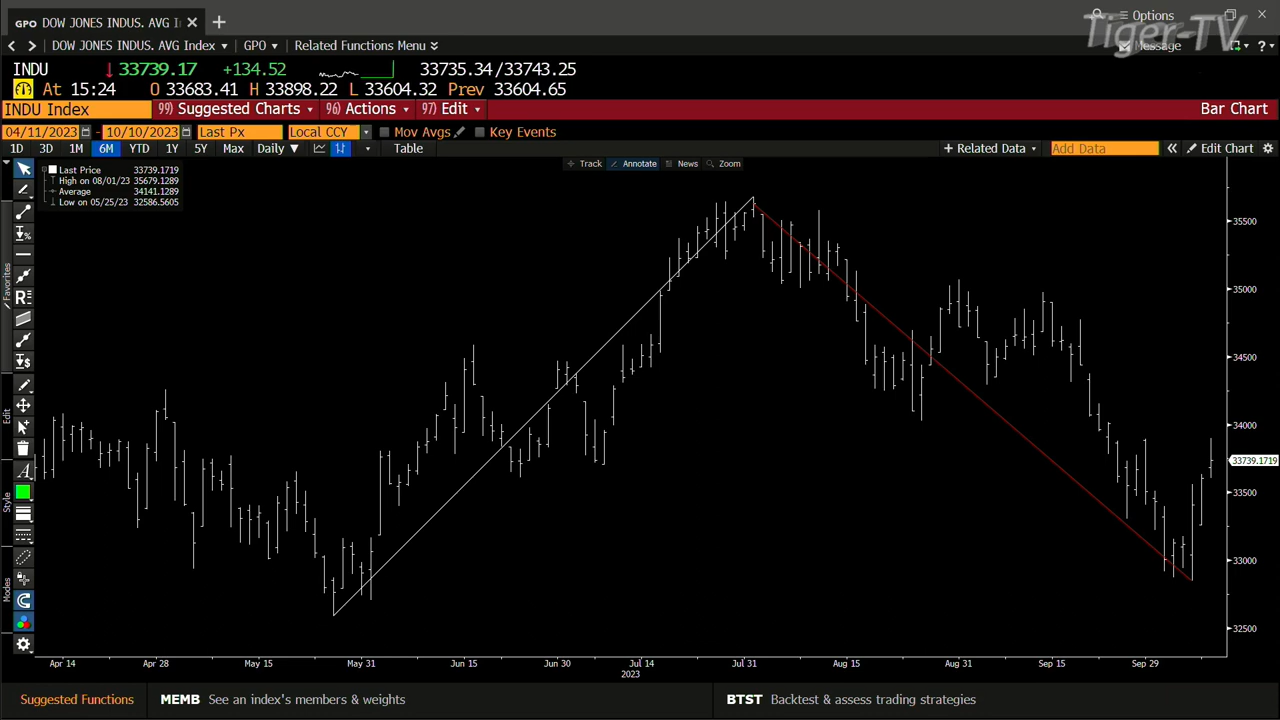 GPO DOW JONES INDUS. AVG I
Options
Tiger-TV
DOW JONES INDUS. AVG Index GPO Related Functions Menu
Message
?
INDU 33739.17 +134.52 33735.34/33743.25
At 15:24 O 33683.41 H 33898.22 L 33604.32 Prev 33604.65
INDU Index 99) Suggested Charts 96) Actions 97) Edit Bar Chart
04/11/2023 - 10/10/2023 Last Px Local CCY Mov Avgs Key Events
1D 3D 1M 6M YTD 1Y 5Y Max Daily Table + Related Data Add Data Edit Chart
Track Annotate News Zoom
Last Price 33739.1719
High on 08/01/23 35679.1289
Average 34141.1289
Low on 05/25/23 32586.5605
Favorites
Edit
Style
Modes
35500
35000
34500
34000
33739.1719
33500
33000
32500
Apr 14 Apr 28 May 15 May 31 Jun 15 Jun 30 Jul 14 Jul 31 Aug 15 Aug 31 Sep 15 Sep 29
2023
Suggested Functions MEMB See an index's members & weights BTST Backtest & assess trading strategies